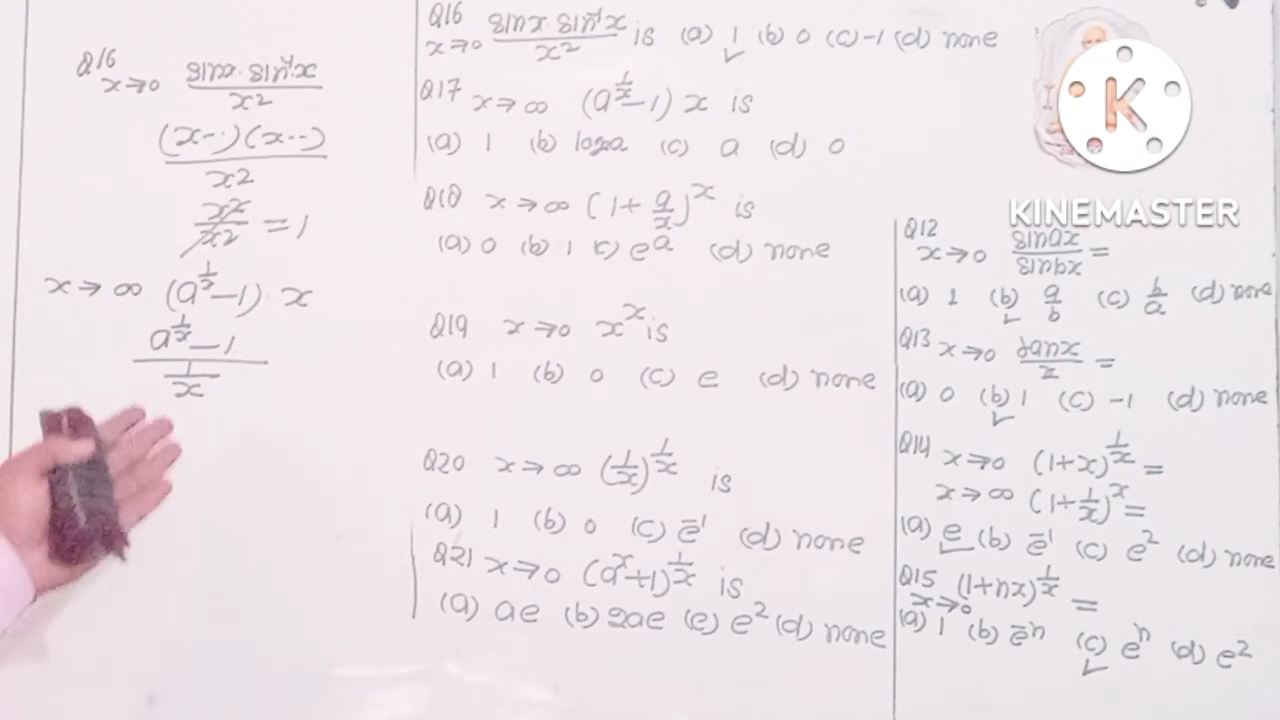 Q16
x→0 sinx·sin⁻¹x / x²
(x-··)(x-··) / x²
x² / x² = 1
x→∞ (a^(1/x) - 1)·x
a^(1/x) - 1 / (1/x)
Q16 x→0 sinx·sin⁻¹x / x² is (a) 1 (b) 0 (c) -1 (d) none
Q17 x→∞ (a^(1/x) - 1) x is
(a) 1 (b) (c) a (d) 0
Q18 x→∞ (1+ a/x)^x is
(a) 0 (b) 1 (c) e^a (d) none
Q19 x→0 x^x is
(a) 1 (b) 0 (c) e (d) none
Q20 x→∞ (1/x)^(1/x) is
(a) 1 (b) 0 (c) e⁻¹ (d) none
Q21 x→0 (a^x+1)^(1/x) is
(a) ae (b) 2ae (c) e² (d) none
K
KINEMASTER
Q12
x→0 sinax / sinbx =
(a) 1 (b) a/b (c) b/a (d) none
Q13 x→0 tanx / x =
(a) 0 (b) 1 (c) -1 (d) none
Q14 x→0 (1+x)^(1/x) =
x→∞ (1+ 1/x)^x =
(a) e (b) e⁻¹ (c) e² (d) none
Q15 x→0 (1+nx)^(1/x) =
(a) 1 (b) e⁻ⁿ (c) eⁿ (d) e²